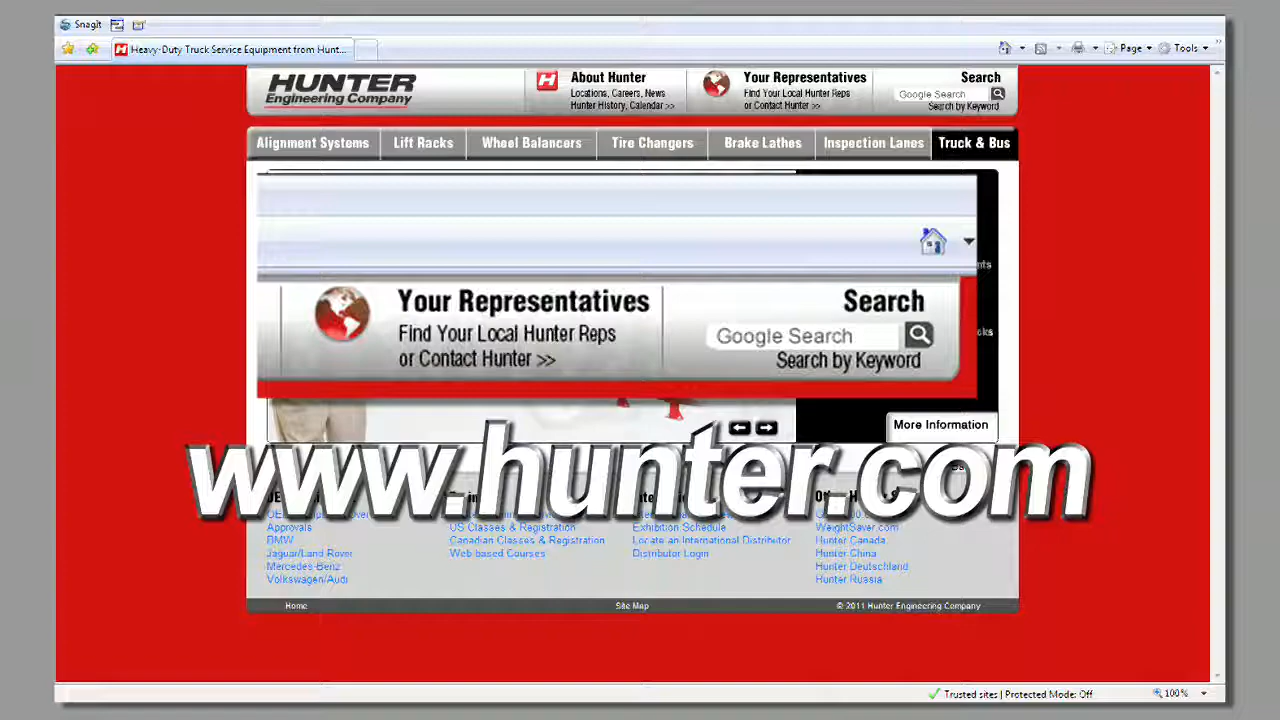 Snagit
Heavy-Duty Truck Service Equipment from Hunt...
Page
Tools
HUNTER
Engineering Company
About Hunter
Locations, Careers, News
Hunter History, Calendar >>
Your Representatives
Find Your Local Hunter Reps
or Contact Hunter >>
Search
Google Search
Search by Keyword
Alignment Systems
Lift Racks
Wheel Balancers
Tire Changers
Brake Lathes
Inspection Lanes
Truck & Bus
Your Representatives
Find Your Local Hunter Reps
or Contact Hunter >>
Search
Google Search
Search by Keyword
More Information
www.hunter.com
Approvals
BMW
Jaguar/Land Rover
Mercedes-Benz
Volkswagen/Audi
US Classes & Registration
Canadian Classes & Registration
Web-based Courses
Exhibition Schedule
Locate an International Distributor
Distributor Login
WeightSaver.com
Hunter Canada
Hunter China
Hunter Deutschland
Hunter Russia
Home
Site Map
© 2011 Hunter Engineering Company
Trusted sites | Protected Mode: Off
100%